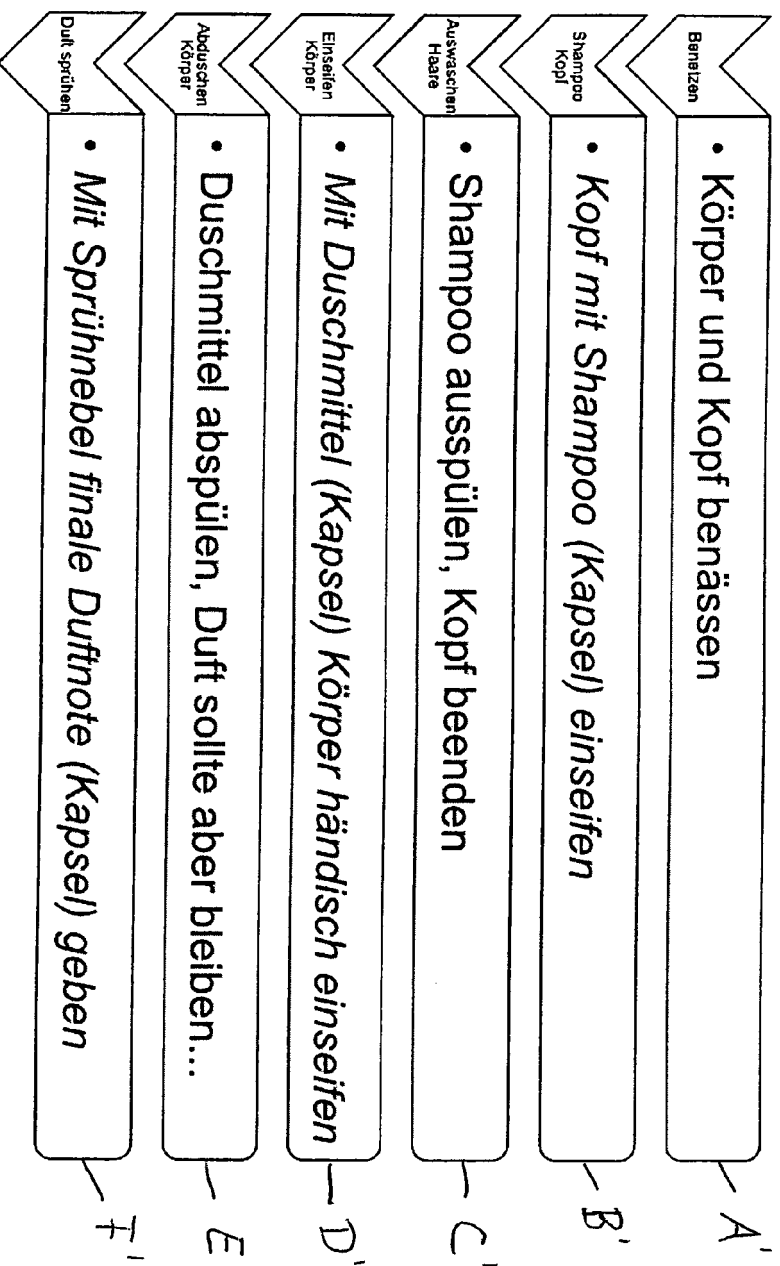 Benetzen
• Körper und Kopf benässen
A'
Shampoo
Kopf
• Kopf mit Shampoo (Kapsel) einseifen
B'
Auswaschen
Haare
• Shampoo ausspülen, Kopf beenden
C'
Einseifen
Körper
• Mit Duschmittel (Kapsel) Körper händisch einseifen
D'
Abduschen
Körper
• Duschmittel abspülen, Duft sollte aber bleiben...
E
Duft sprühen
• Mit Sprühnebel finale Duftnote (Kapsel) geben
F'